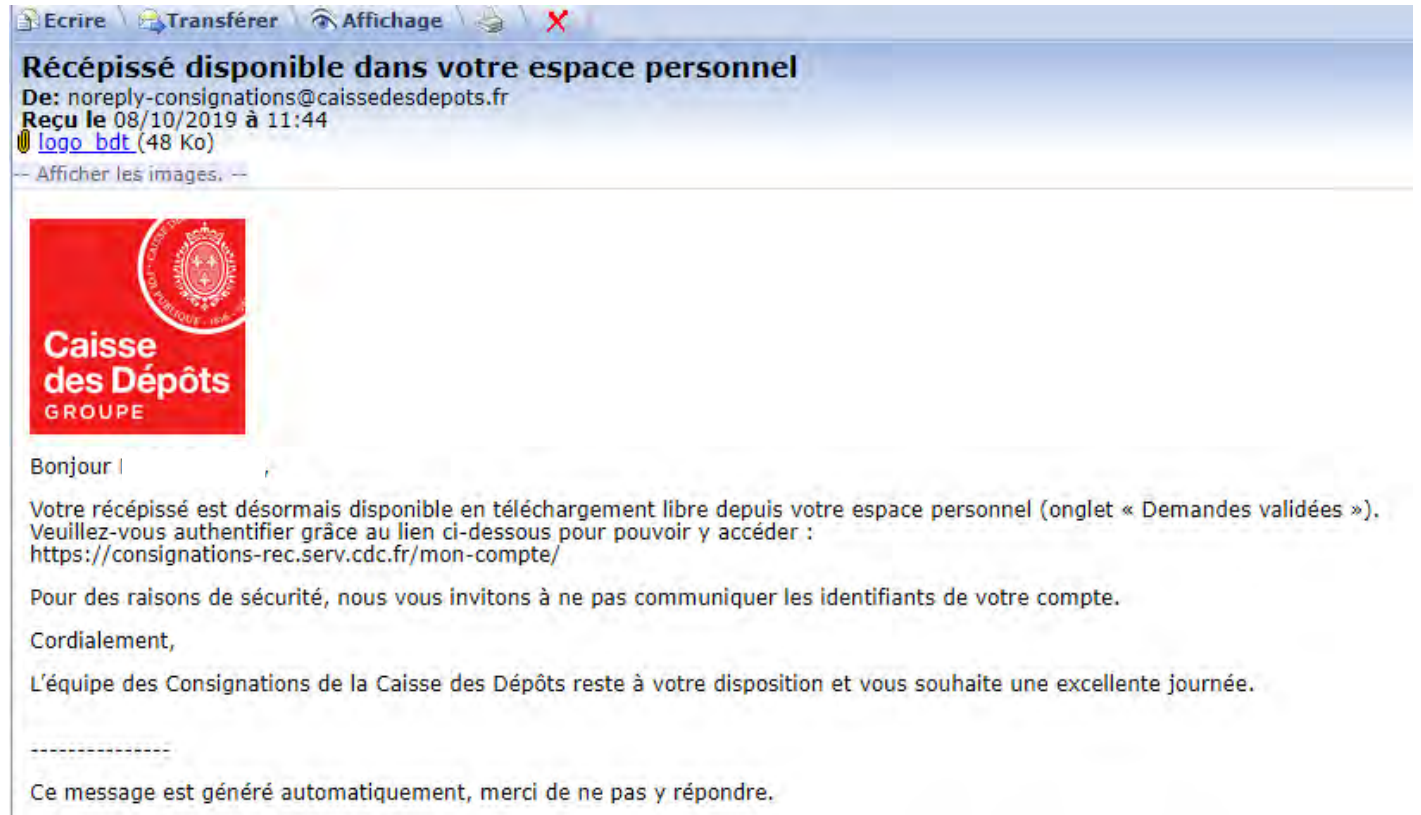 Ecrire Transférer Affichage
Récépissé disponible dans votre espace personnel
De: noreply-consignations@caissedesdepots.fr
Reçu le 08/10/2019 à 11:44
logo_bdt (48 Ko)
-- Afficher les images. --
Caisse
des Dépôts
GROUPE
Bonjour ,
Votre récépissé est désormais disponible en téléchargement libre depuis votre espace personnel (onglet « Demandes validées »).
Veuillez-vous authentifier grâce au lien ci-dessous pour pouvoir y accéder :
https://consignations-rec.serv.cdc.fr/mon-compte/
Pour des raisons de sécurité, nous vous invitons à ne pas communiquer les identifiants de votre compte.
Cordialement,
L'équipe des Consignations de la Caisse des Dépôts reste à votre disposition et vous souhaite une excellente journée.
---------------
Ce message est généré automatiquement, merci de ne pas y répondre.